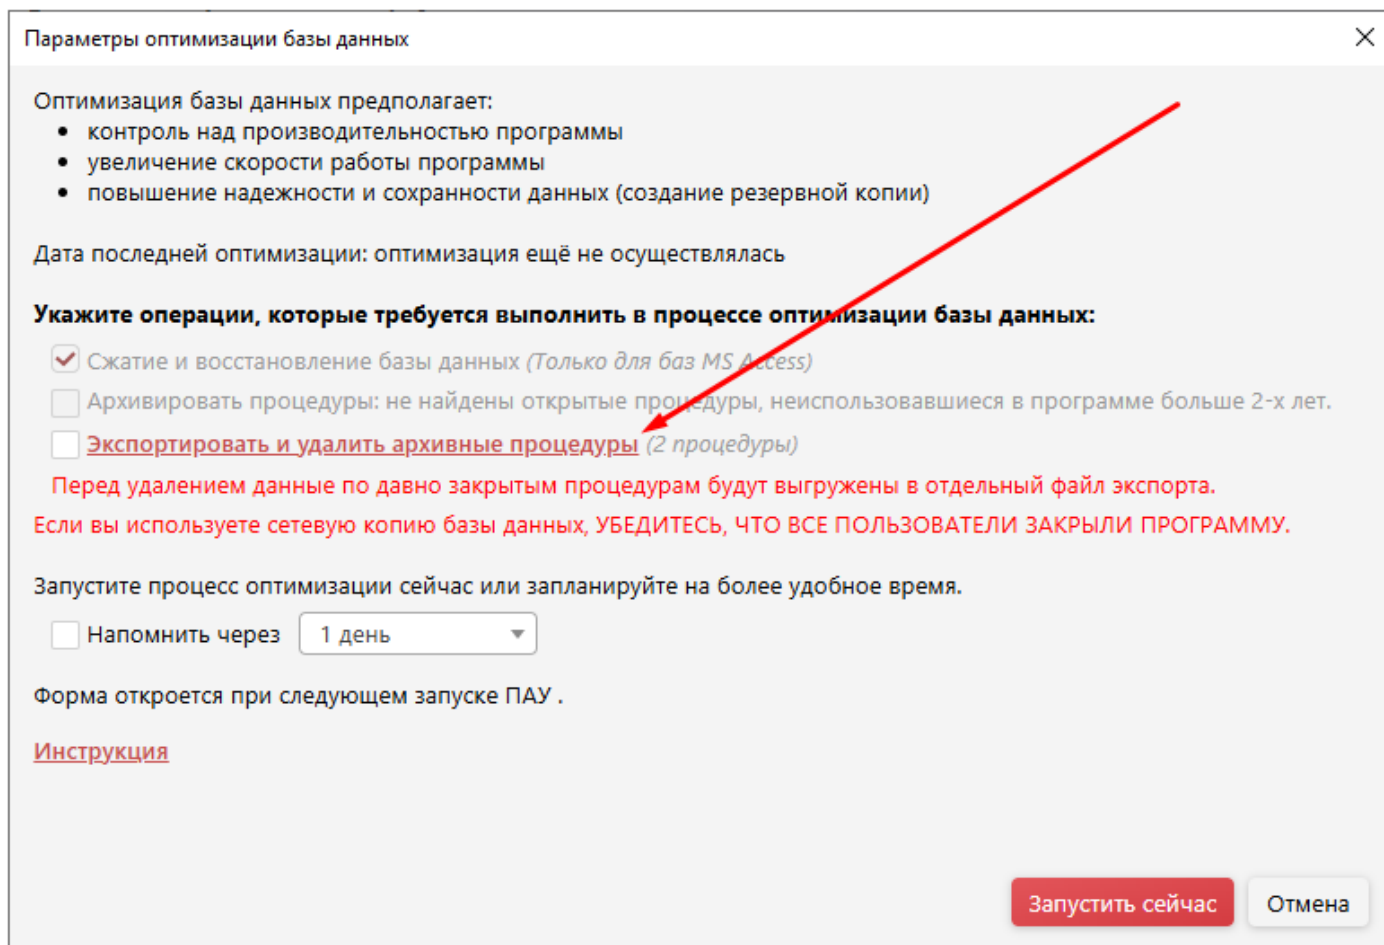 Параметры оптимизации базы данных
Оптимизация базы данных предполагает:
• контроль над производительностью программы
• увеличение скорости работы программы
• повышение надежности и сохранности данных (создание резервной копии)
Дата последней оптимизации: оптимизация ещё не осуществлялась
Укажите операции, которые требуется выполнить в процессе оптимизации базы данных:
Сжатие и восстановление базы данных (Только для баз MS Access)
Архивировать процедуры: не найдены открытые процедуры, неиспользовавшиеся в программе больше 2-х лет.
Экспортировать и удалить архивные процедуры (2 процедуры)
Перед удалением данные по давно закрытым процедурам будут выгружены в отдельный файл экспорта.
Если вы используете сетевую копию базы данных, УБЕДИТЕСЬ, ЧТО ВСЕ ПОЛЬЗОВАТЕЛИ ЗАКРЫЛИ ПРОГРАММУ.
Запустите процесс оптимизации сейчас или запланируйте на более удобное время.
Напомнить через 1 день
Форма откроется при следующем запуске ПАУ .
Инструкция
Запустить сейчас Отмена